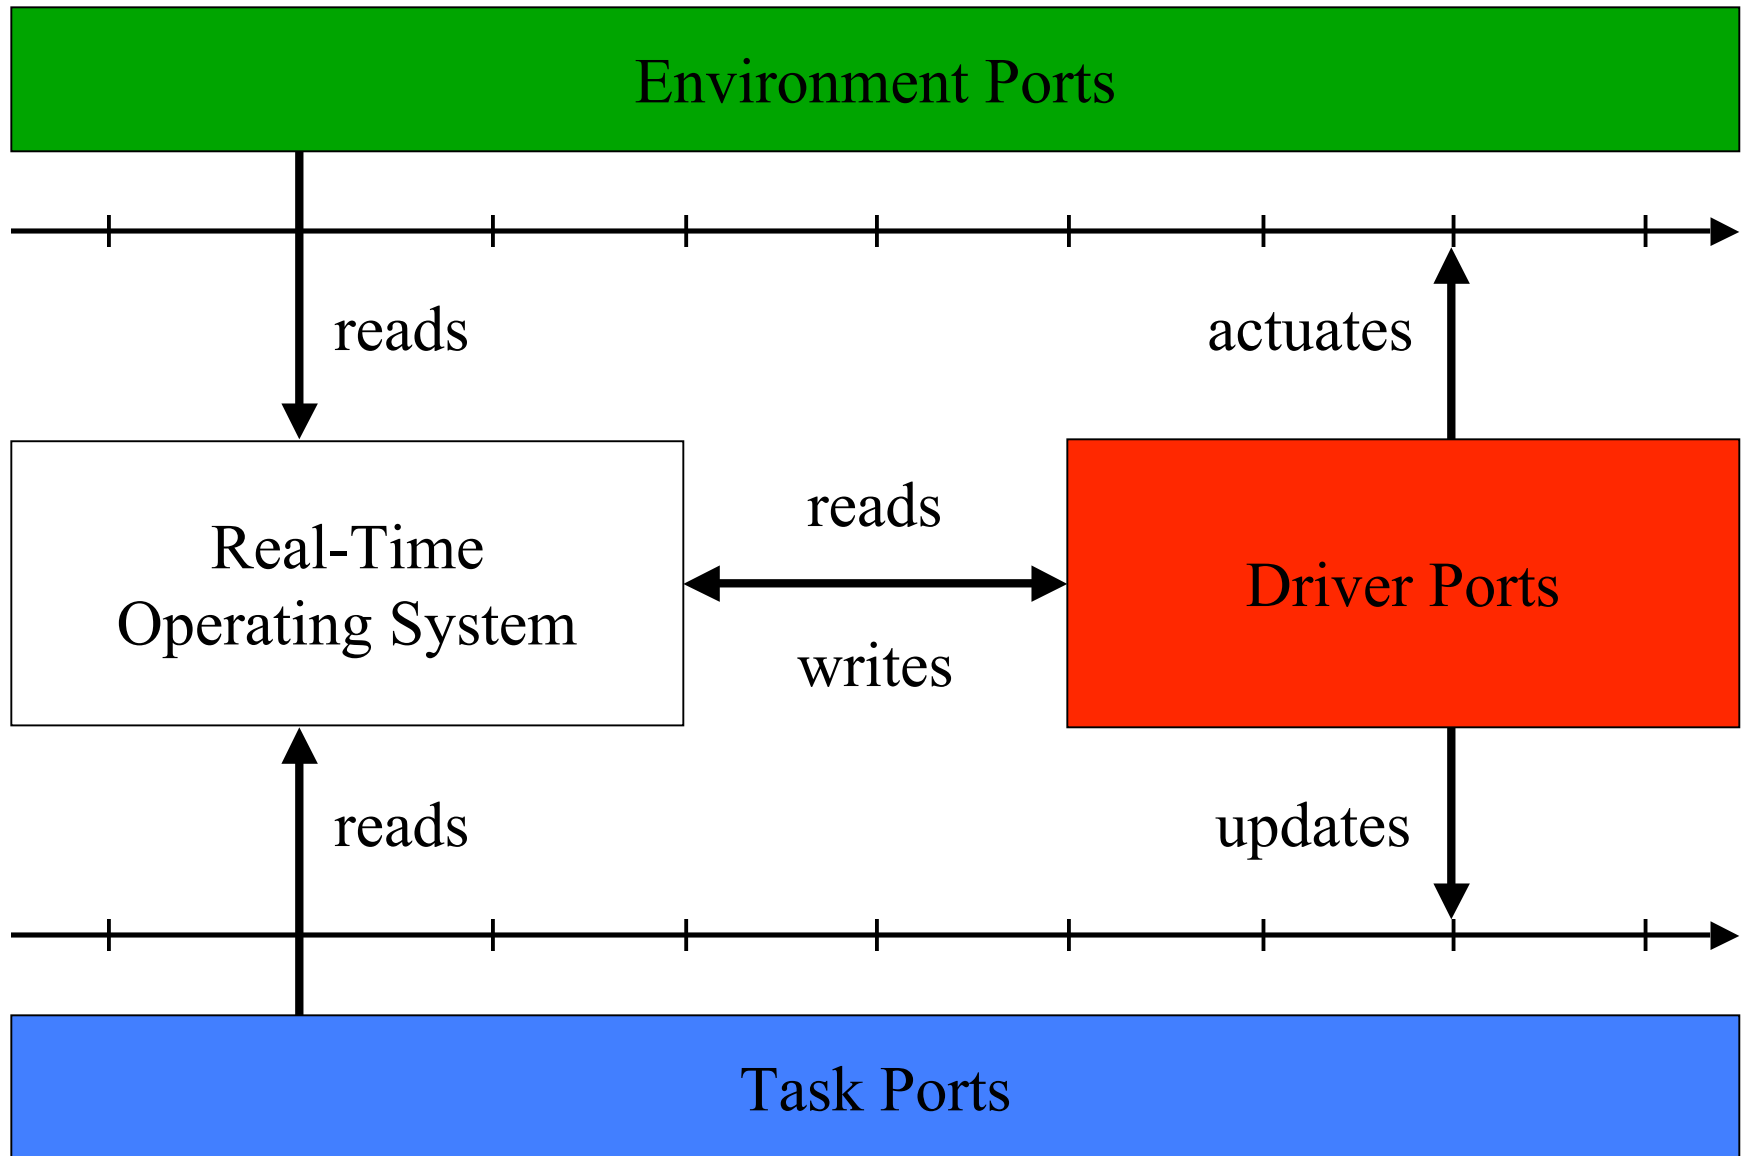 Environment Ports
reads
actuates
reads
Real-Time
Operating System
Driver Ports
writes
reads
updates
Task Ports